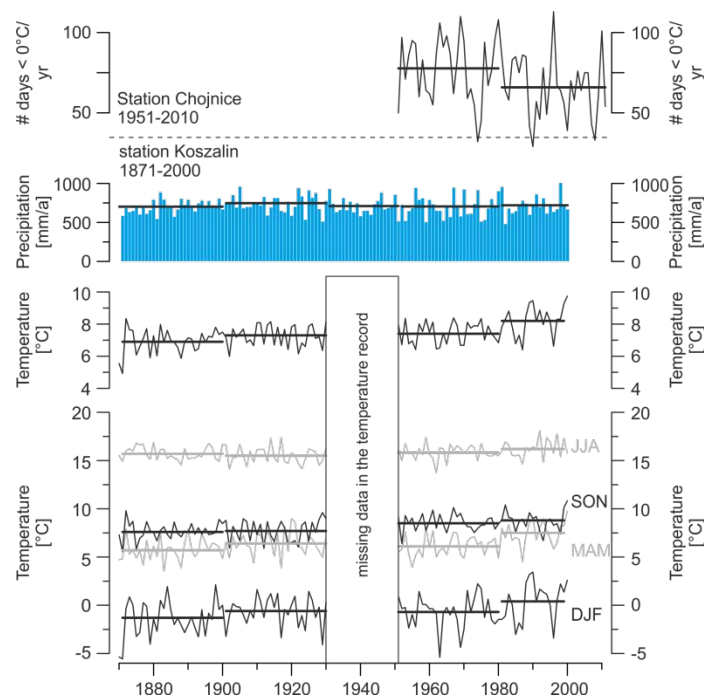 # days < 0°C/
yr
100
50
Station Chojnice
1951-2010
100
50
# days < 0°C/
yr
station Koszalin
1871-2000
Precipitation
[mm/a]
1000
500
0
1000
500
0
Precipitation
[mm/a]
Temperature
[°C]
10
8
6
4
10
8
6
4
Temperature
[°C]
missing data in the temperature record
Temperature
[°C]
20
15
10
5
0
-5
JJA
SON
MAM
DJF
20
15
10
5
0
-5
Temperature
[°C]
1880 1900 1920 1940 1960 1980 2000